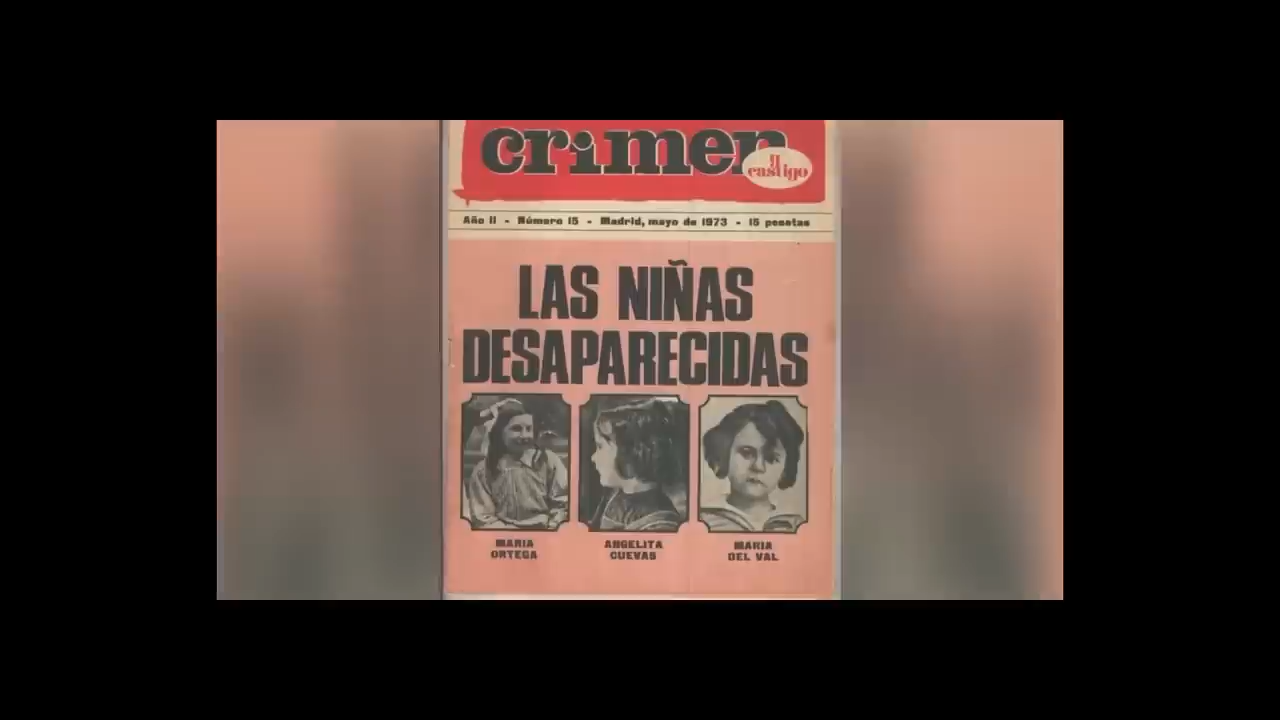 crimen
y
castigo
Año II - Número 15 - Madrid, mayo de 1973 - 15 pesetas
LAS NIÑAS
DESAPARECIDAS
MARIA
ORTEGA
ANGELITA
CUEVAS
MARIA
DEL VAL